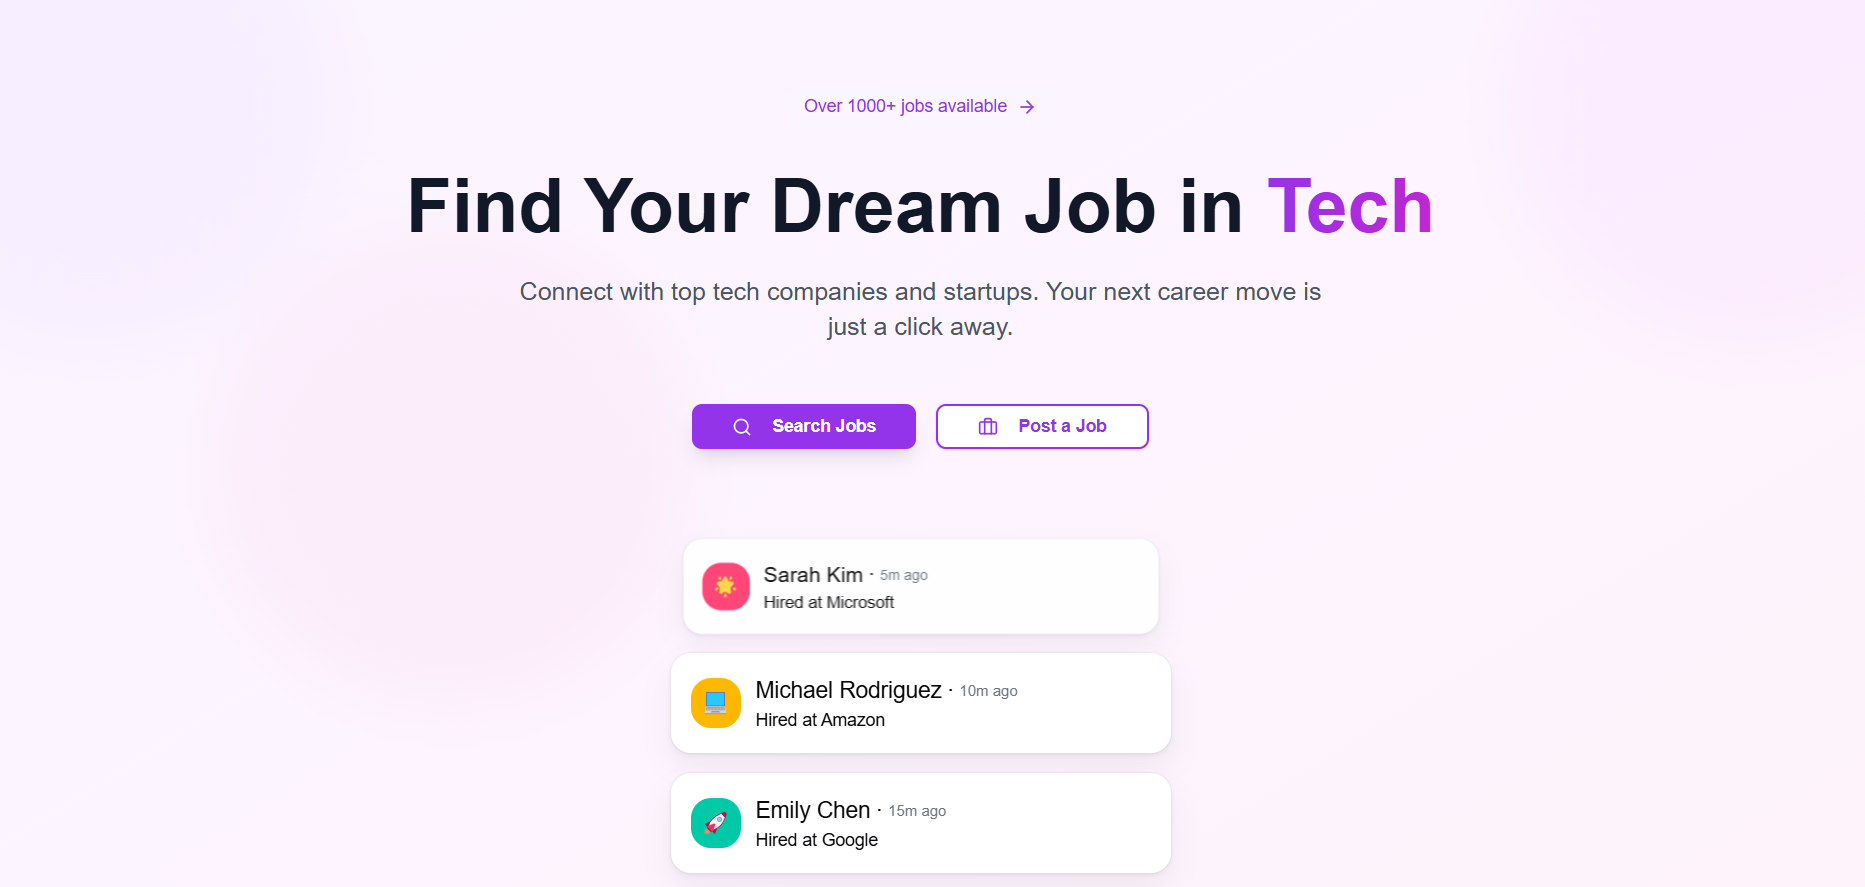 Over 1000+ jobs available
Find Your Dream Job in Tech
Connect with top tech companies and startups. Your next career move is
just a click away.
Search Jobs
Post a Job
Sarah Kim · 5m ago
Hired at Microsoft
Michael Rodriguez · 10m ago
Hired at Amazon
Emily Chen · 15m ago
Hired at Google